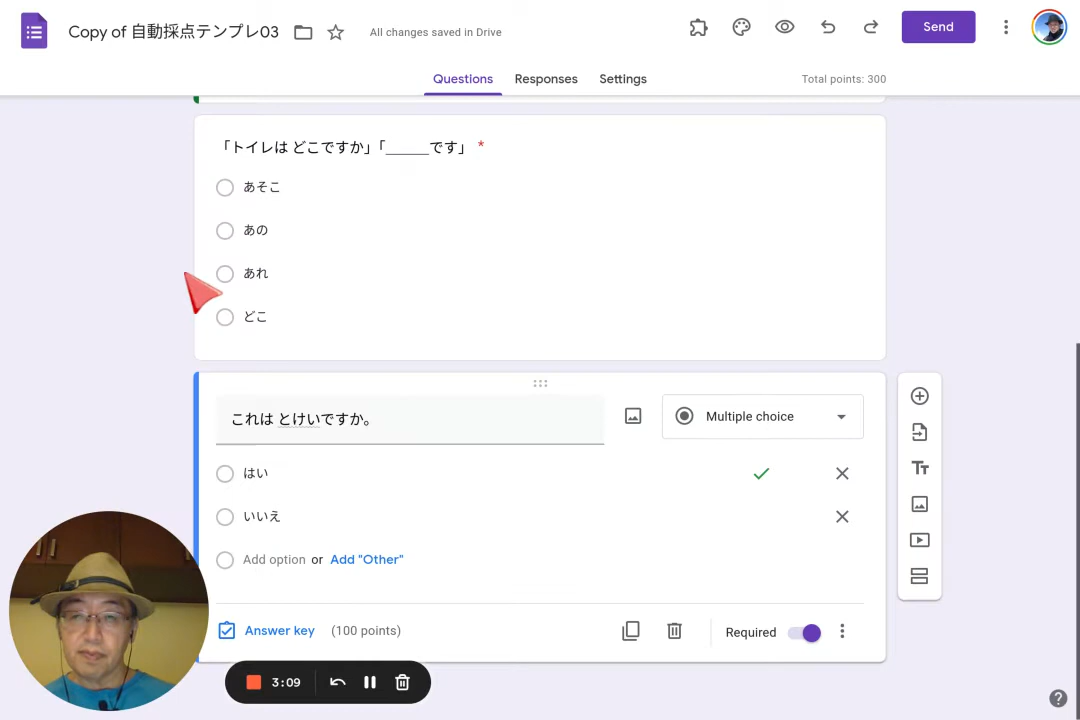 Copy of 自動採点テンプレ03
All changes saved in Drive
Send
Questions
Responses
Settings
Total points: 300
「トイレは どこですか」「______です」 *
あそこ
あの
あれ
どこ
これは とけいですか。
Multiple choice
はい
いいえ
Add option or Add "Other"
Answer key (100 points)
Required
3:09